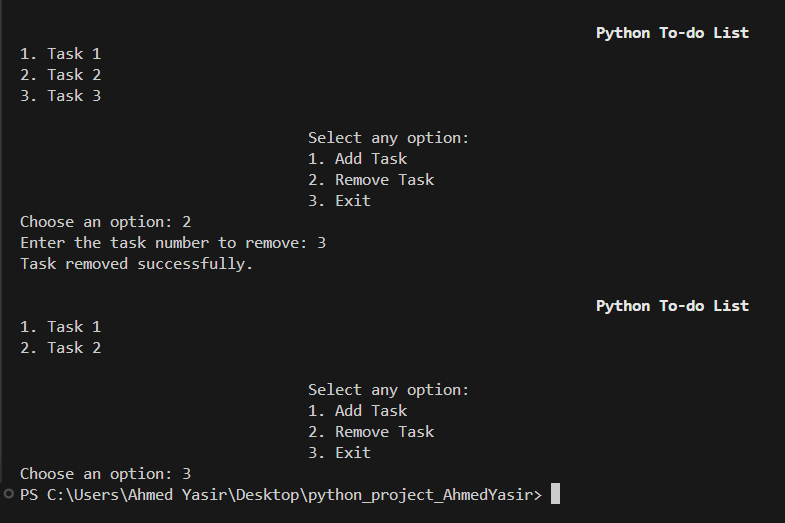 Python To-do List
1. Task 1
2. Task 2
3. Task 3
Select any option:
1. Add Task
2. Remove Task
3. Exit
Choose an option: 2
Enter the task number to remove: 3
Task removed successfully.
Python To-do List
1. Task 1
2. Task 2
Select any option:
1. Add Task
2. Remove Task
3. Exit
Choose an option: 3
PS C:\Users\Ahmed Yasir\Desktop\python_project_AhmedYasir>